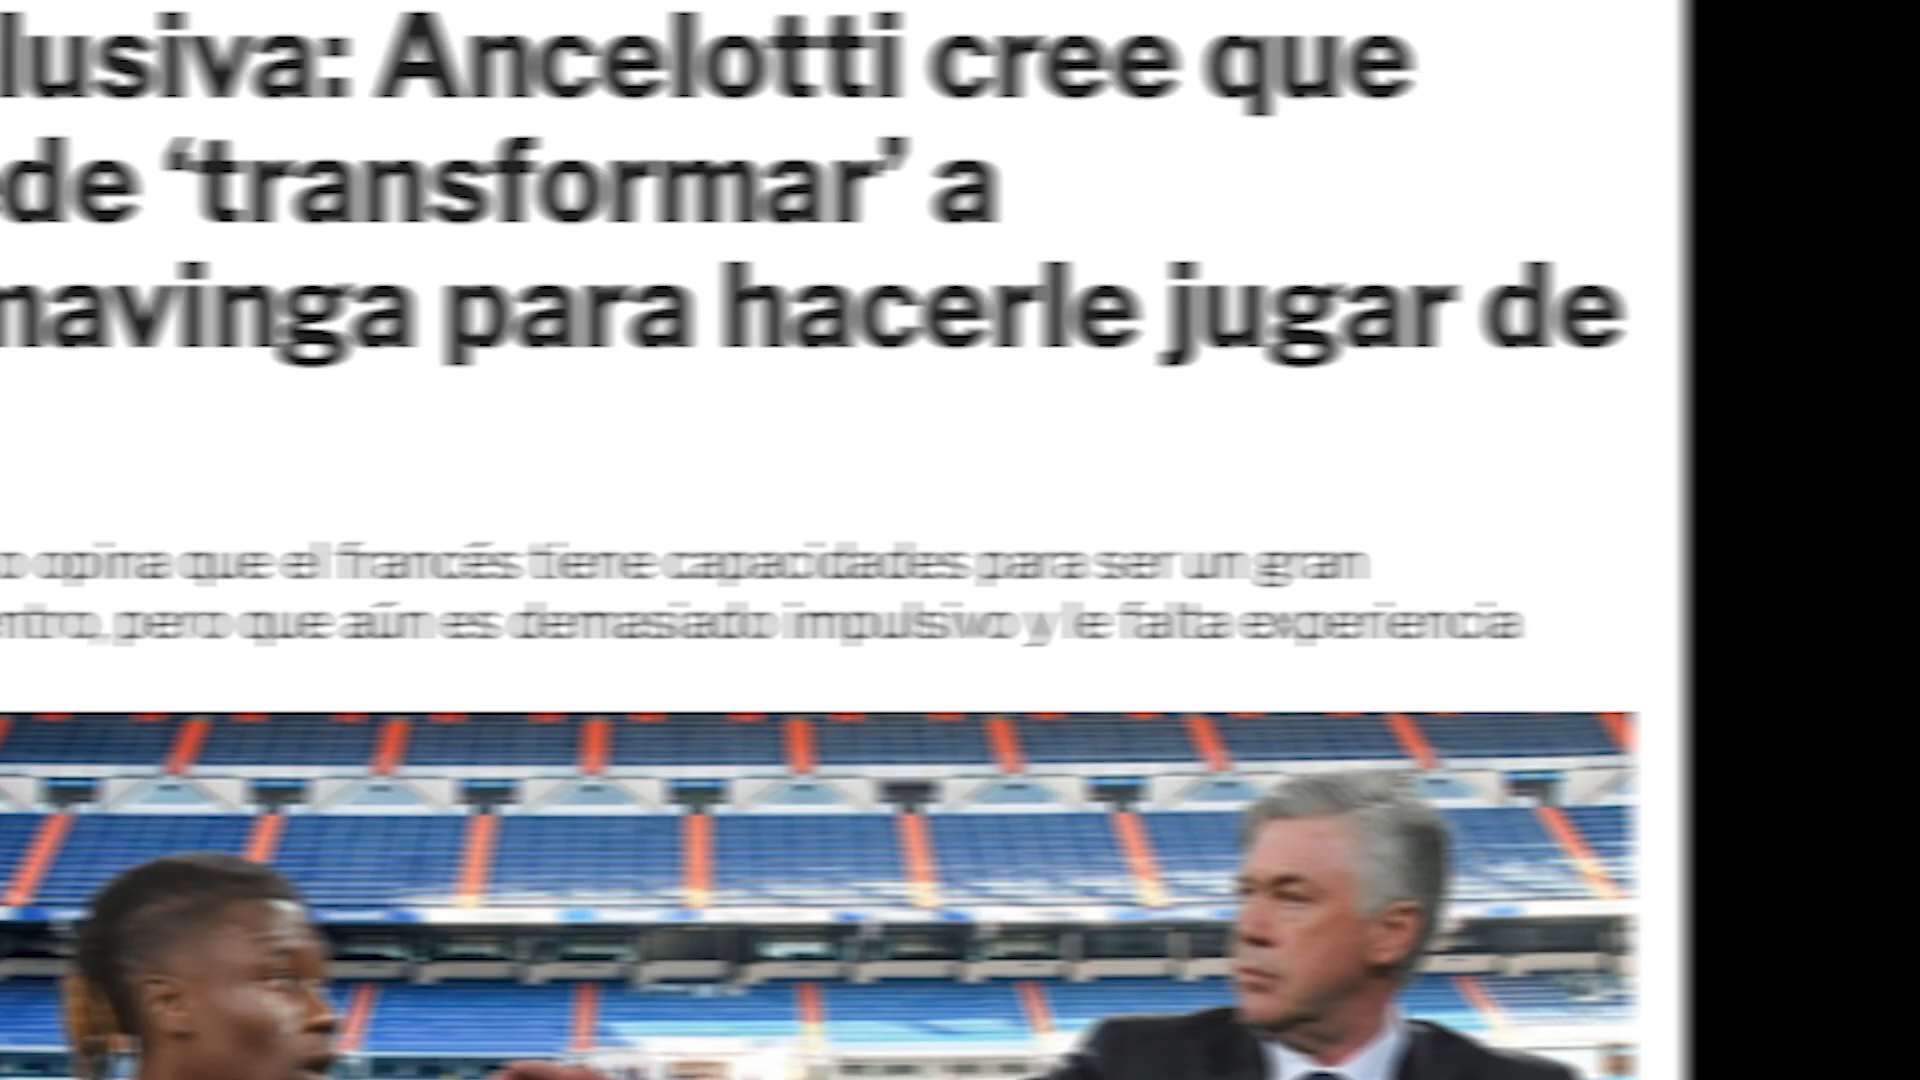 lusiva: Ancelotti cree que
ede ‘transformar’ a
navinga para hacerle jugar de
o opina que el francés tiene capacidades para ser un gran
entro, pero que aún es demasiado impulsivo y le falta experiencia